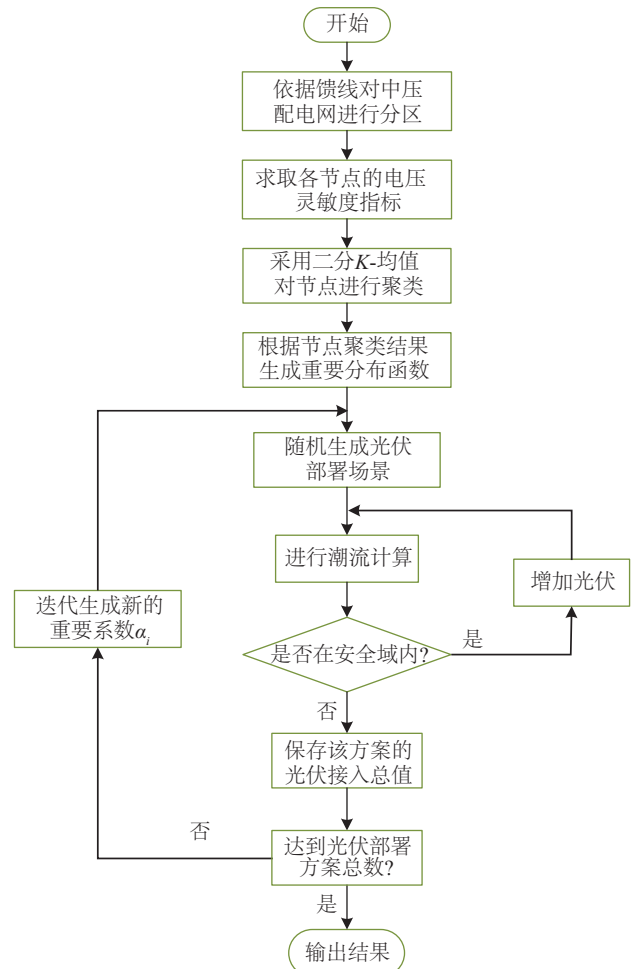 开始
依据馈线对中压
配电网进行分区
求取各节点的电压
灵敏度指标
采用二分K-均值
对节点进行聚类
根据节点聚类结果
生成重要分布函数
随机生成光伏
部署场景
进行潮流计算
增加光伏
迭代生成新的
重要系数α_i
是否在安全域内?
是
否
保存该方案的
光伏接入总值
否
达到光伏部署
方案总数?
是
输出结果